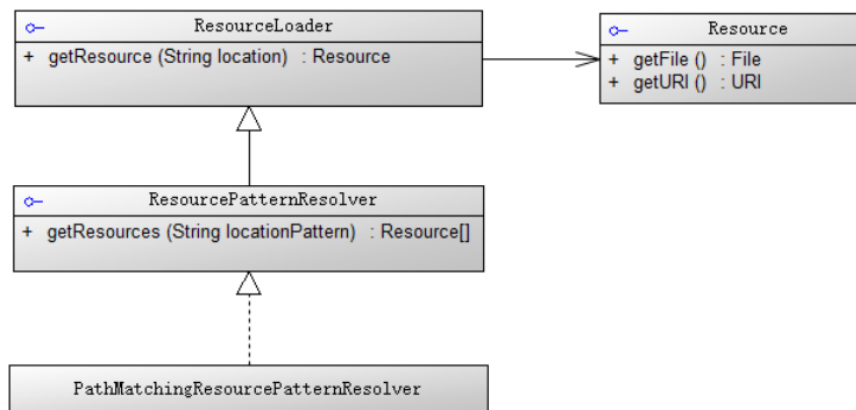 ResourceLoader
+ getResource (String location) : Resource
Resource
+ getFile () : File
+ getURI () : URI
ResourcePatternResolver
+ getResources (String locationPattern) : Resource[]
PathMatchingResourcePatternResolver